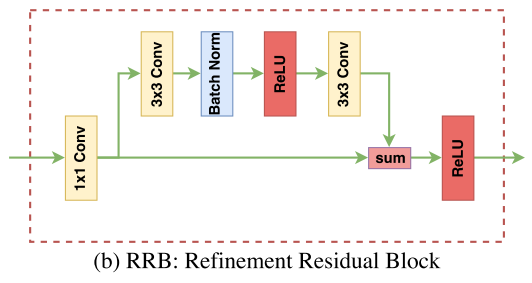 3x3 Conv
Batch Norm
ReLU
3x3 Conv
1x1 Conv
sum
ReLU
(b) RRB: Refinement Residual Block